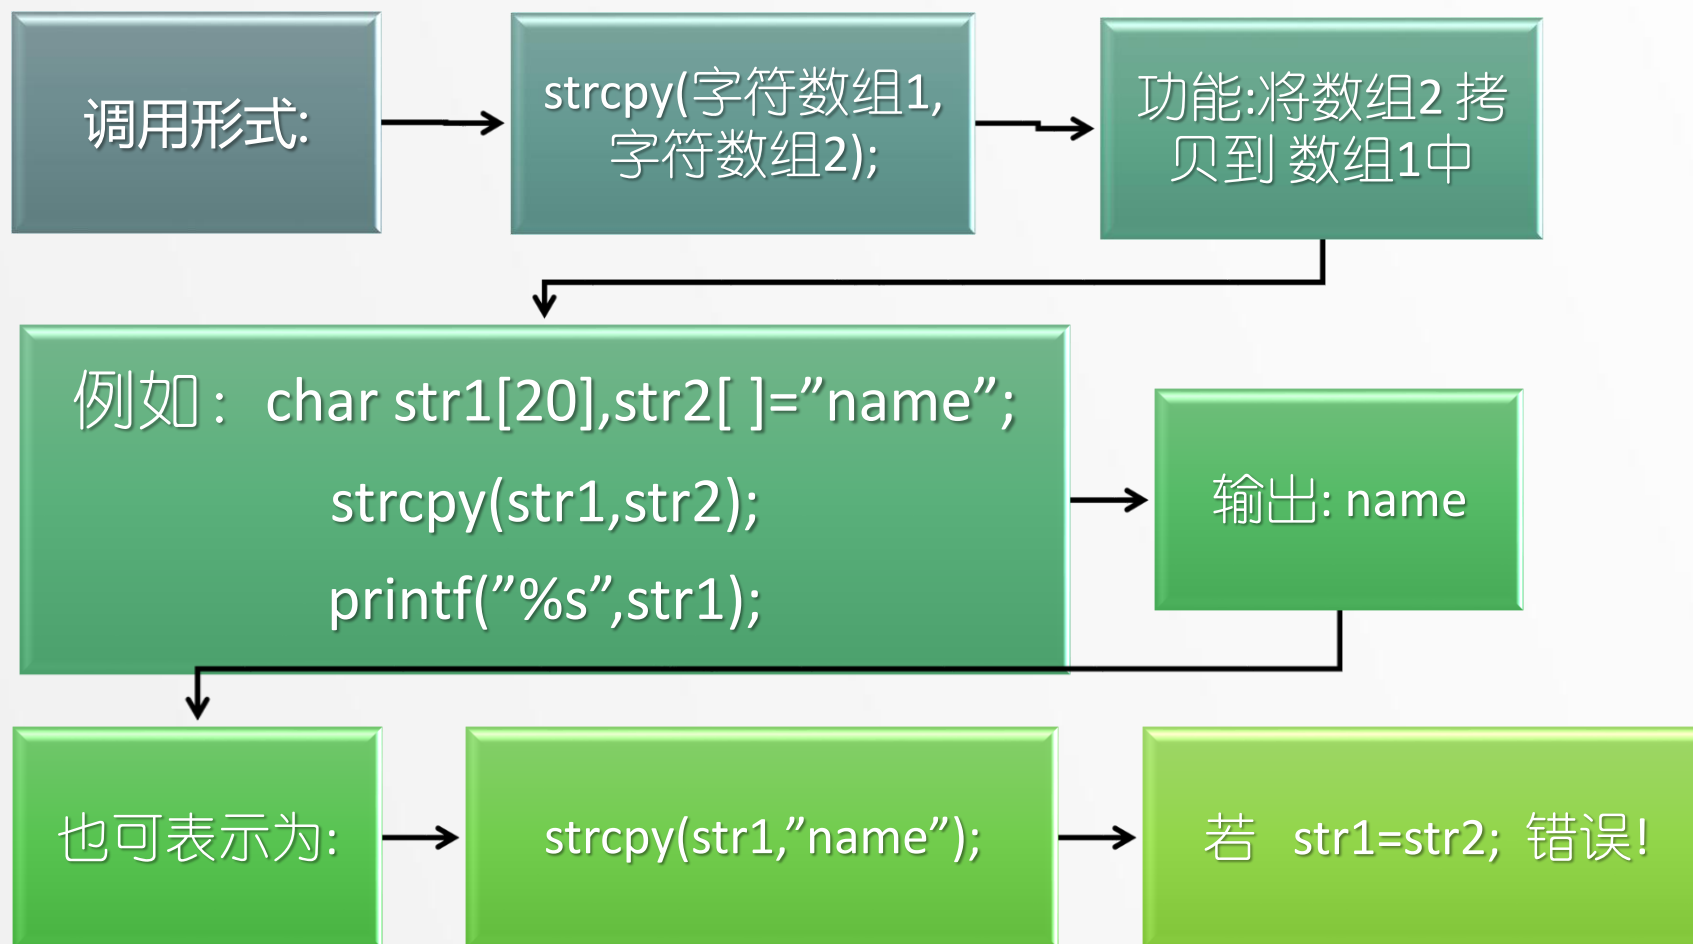 调用形式:
strcpy(字符数组1,
字符数组2);
功能:将数组2 拷
贝到 数组1中
例如： char str1[20],str2[ ]=”name”;
strcpy(str1,str2);
printf(”%s”,str1);
输出: name
也可表示为:
strcpy(str1,”name”);
若 str1=str2; 错误!